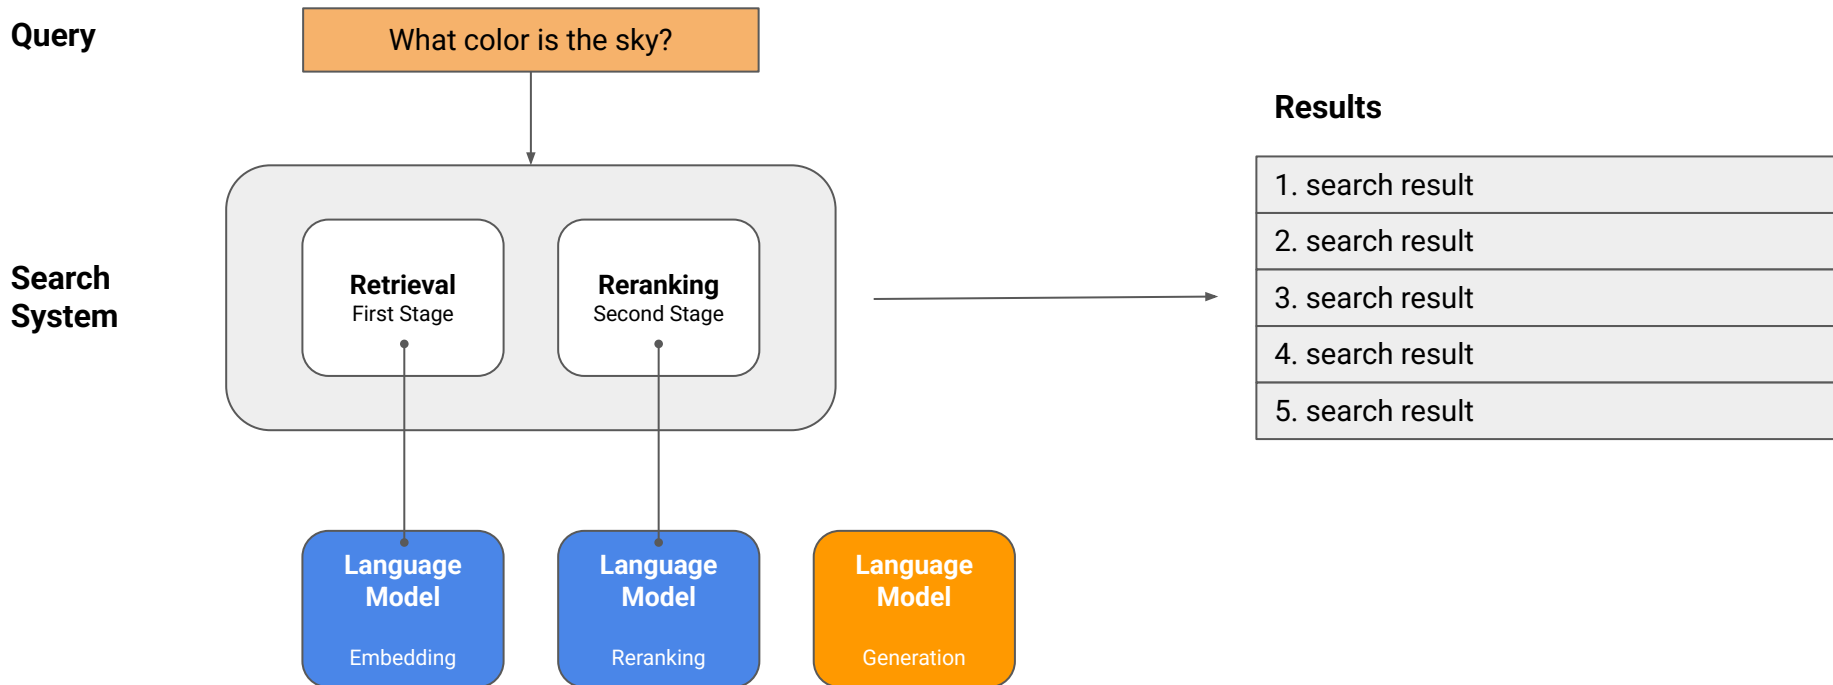 Query
What color is the sky?
Results
1. search result
2. search result
3. search result
4. search result
5. search result
Search
System
Retrieval
First Stage
Reranking
Second Stage
Language
Model
Embedding
Language
Model
Reranking
Language
Model
Generation